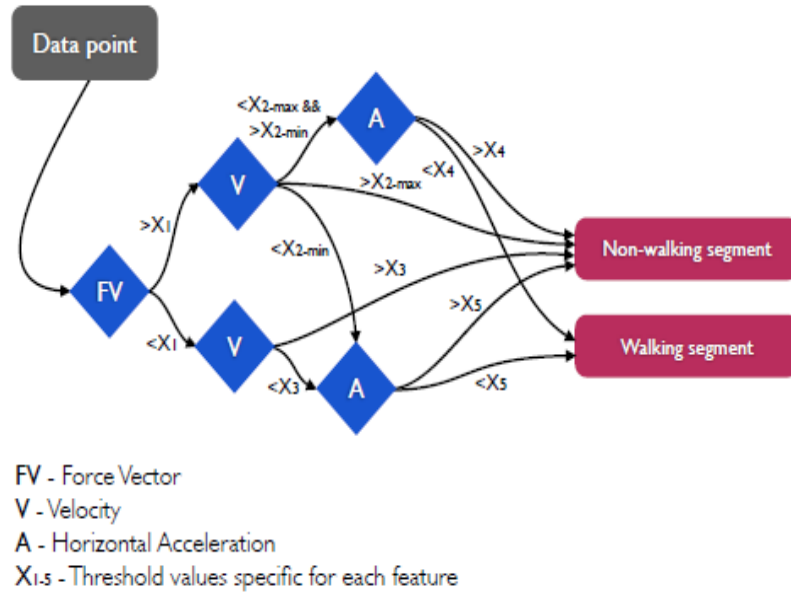 Data point
<X2-max &&
>X2-min
A
>X4
<X4
V
>X2-max
>X1
<X2-min
Non-walking segment
FV
>X3
>X5
<X1
V
Walking segment
<X3
A
<X5
FV - Force Vector
V - Velocity
A - Horizontal Acceleration
X1-5 - Threshold values specific for each feature